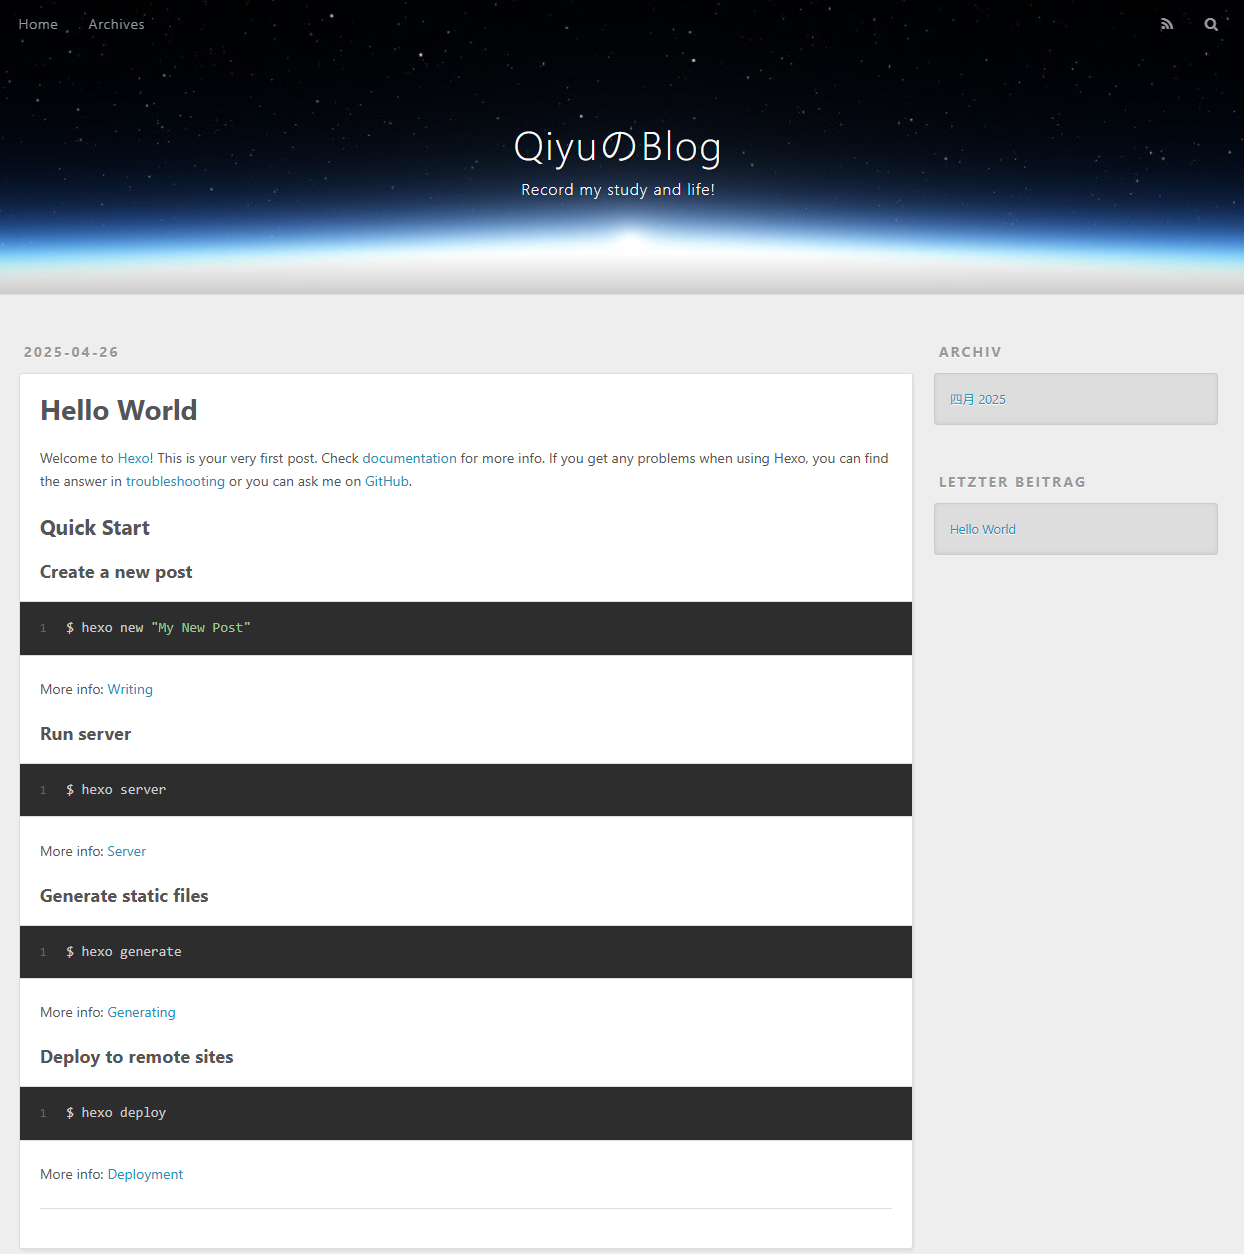 Home Archives
QiyuのBlog
Record my study and life!
2025-04-26
Hello World
Welcome to Hexo! This is your very first post. Check documentation for more info. If you get any problems when using Hexo, you can find
the answer in troubleshooting or you can ask me on GitHub.
Quick Start
Create a new post
1 $ hexo new "My New Post"
More info: Writing
Run server
1 $ hexo server
More info: Server
Generate static files
1 $ hexo generate
More info: Generating
Deploy to remote sites
1 $ hexo deploy
More info: Deployment
ARCHIV
四月 2025
LETZTER BEITRAG
Hello World